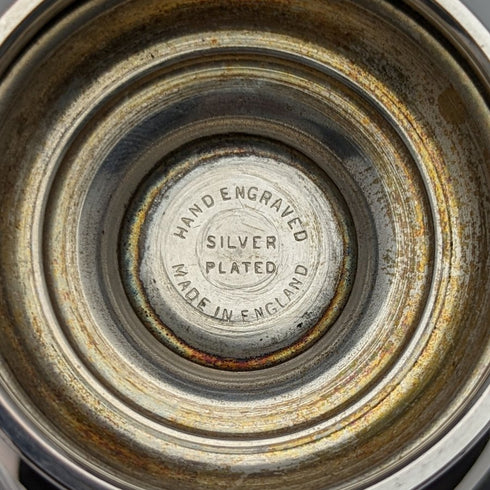 HAND ENGRAVED
SILVER
PLATED
MADE IN ENGLAND